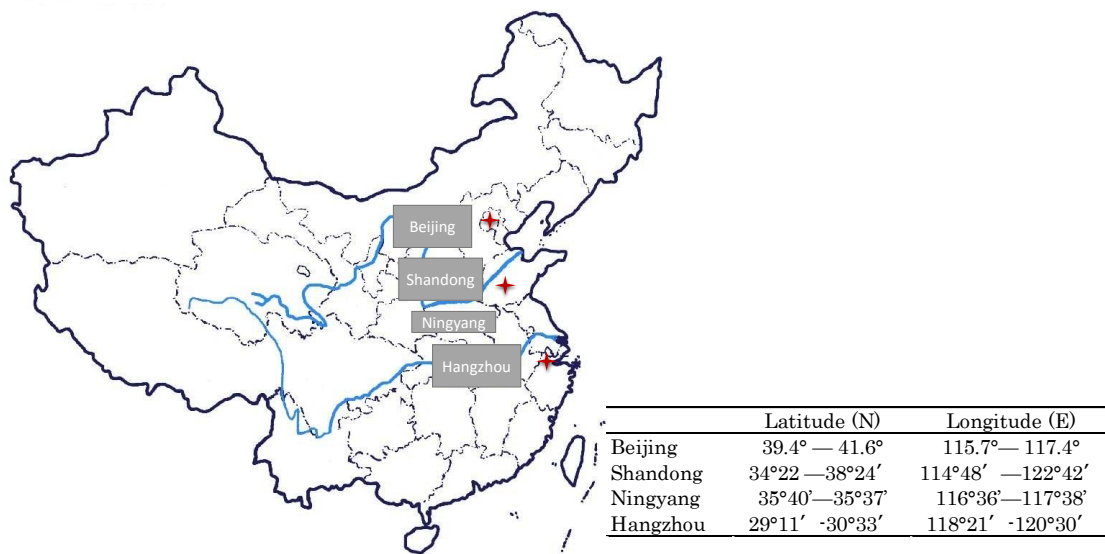 Beijing
Shandong
Ningyang
Hangzhou
Latitude (N) Longitude (E)
Beijing 39.4° — 41.6° 115.7°— 117.4°
Shandong 34°22 —38°24′ 114°48′ —122°42′
Ningyang 35°40’—35°37’ 116°36’—117°38’
Hangzhou 29°11′ -30°33′ 118°21′ -120°30′